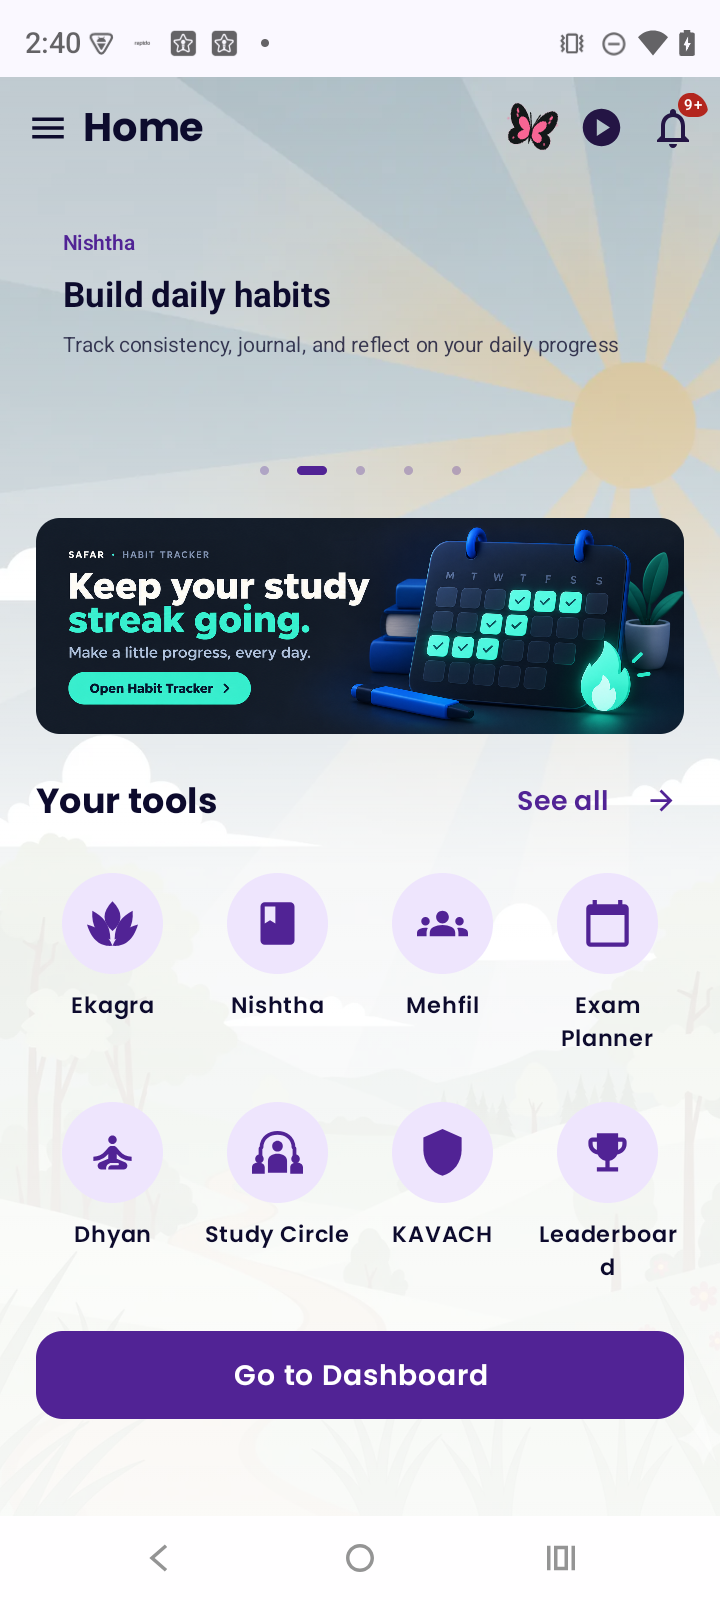 2:40
9+
Home
Nishtha
Build daily habits
Track consistency, journal, and reflect on your daily progress
SAFAR • HABIT TRACKER
Keep your study
streak going.
Make a little progress, every day.
Open Habit Tracker
M T W T F S S
Your tools
See all
Ekagra
Nishtha
Mehfil
Exam
Planner
Dhyan
Study Circle
KAVACH
Leaderboar
d
Go to Dashboard